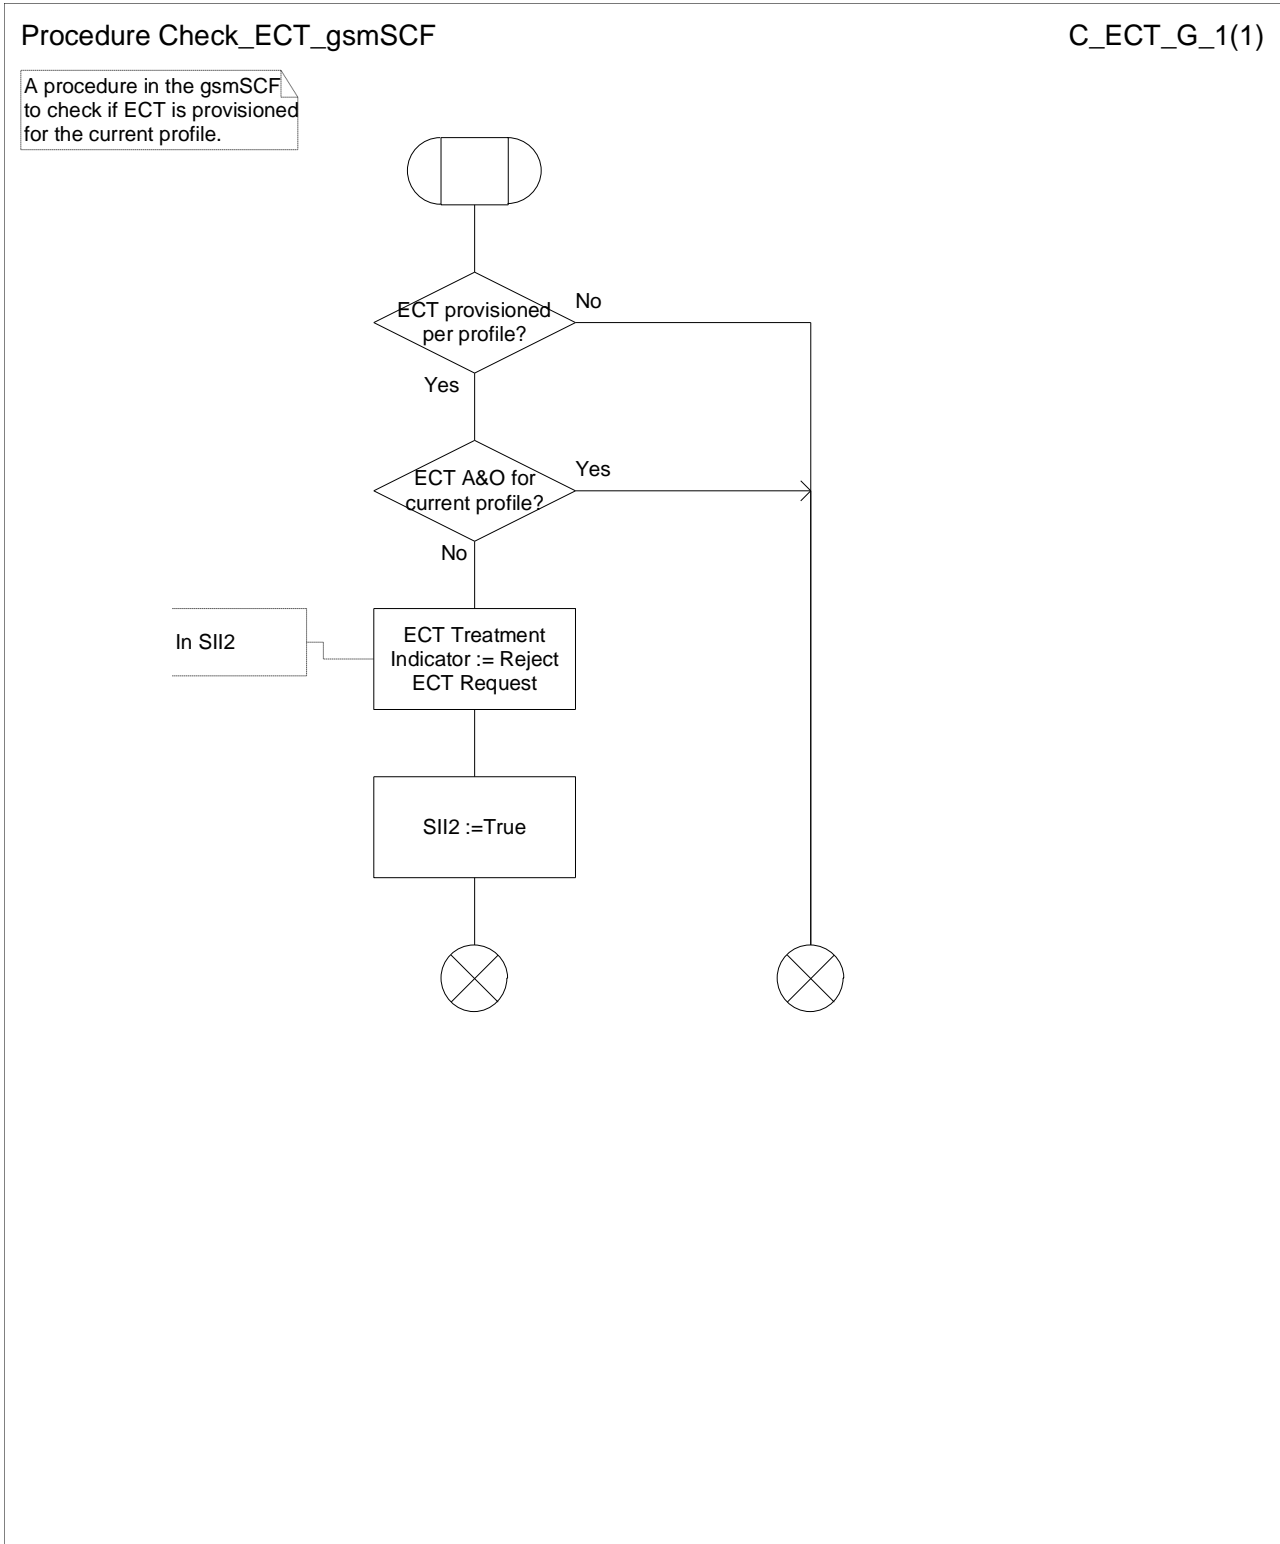 Procedure Check_ECT_gsmSCF
C_ECT_G_1(1)
A procedure in the gsmSCF
to check if ECT is provisioned
for the current profile.
ECT provisioned
per profile?
No
Yes
ECT A&O for
current profile?
Yes
No
In SII2
ECT Treatment
Indicator := Reject
ECT Request
SII2 :=True